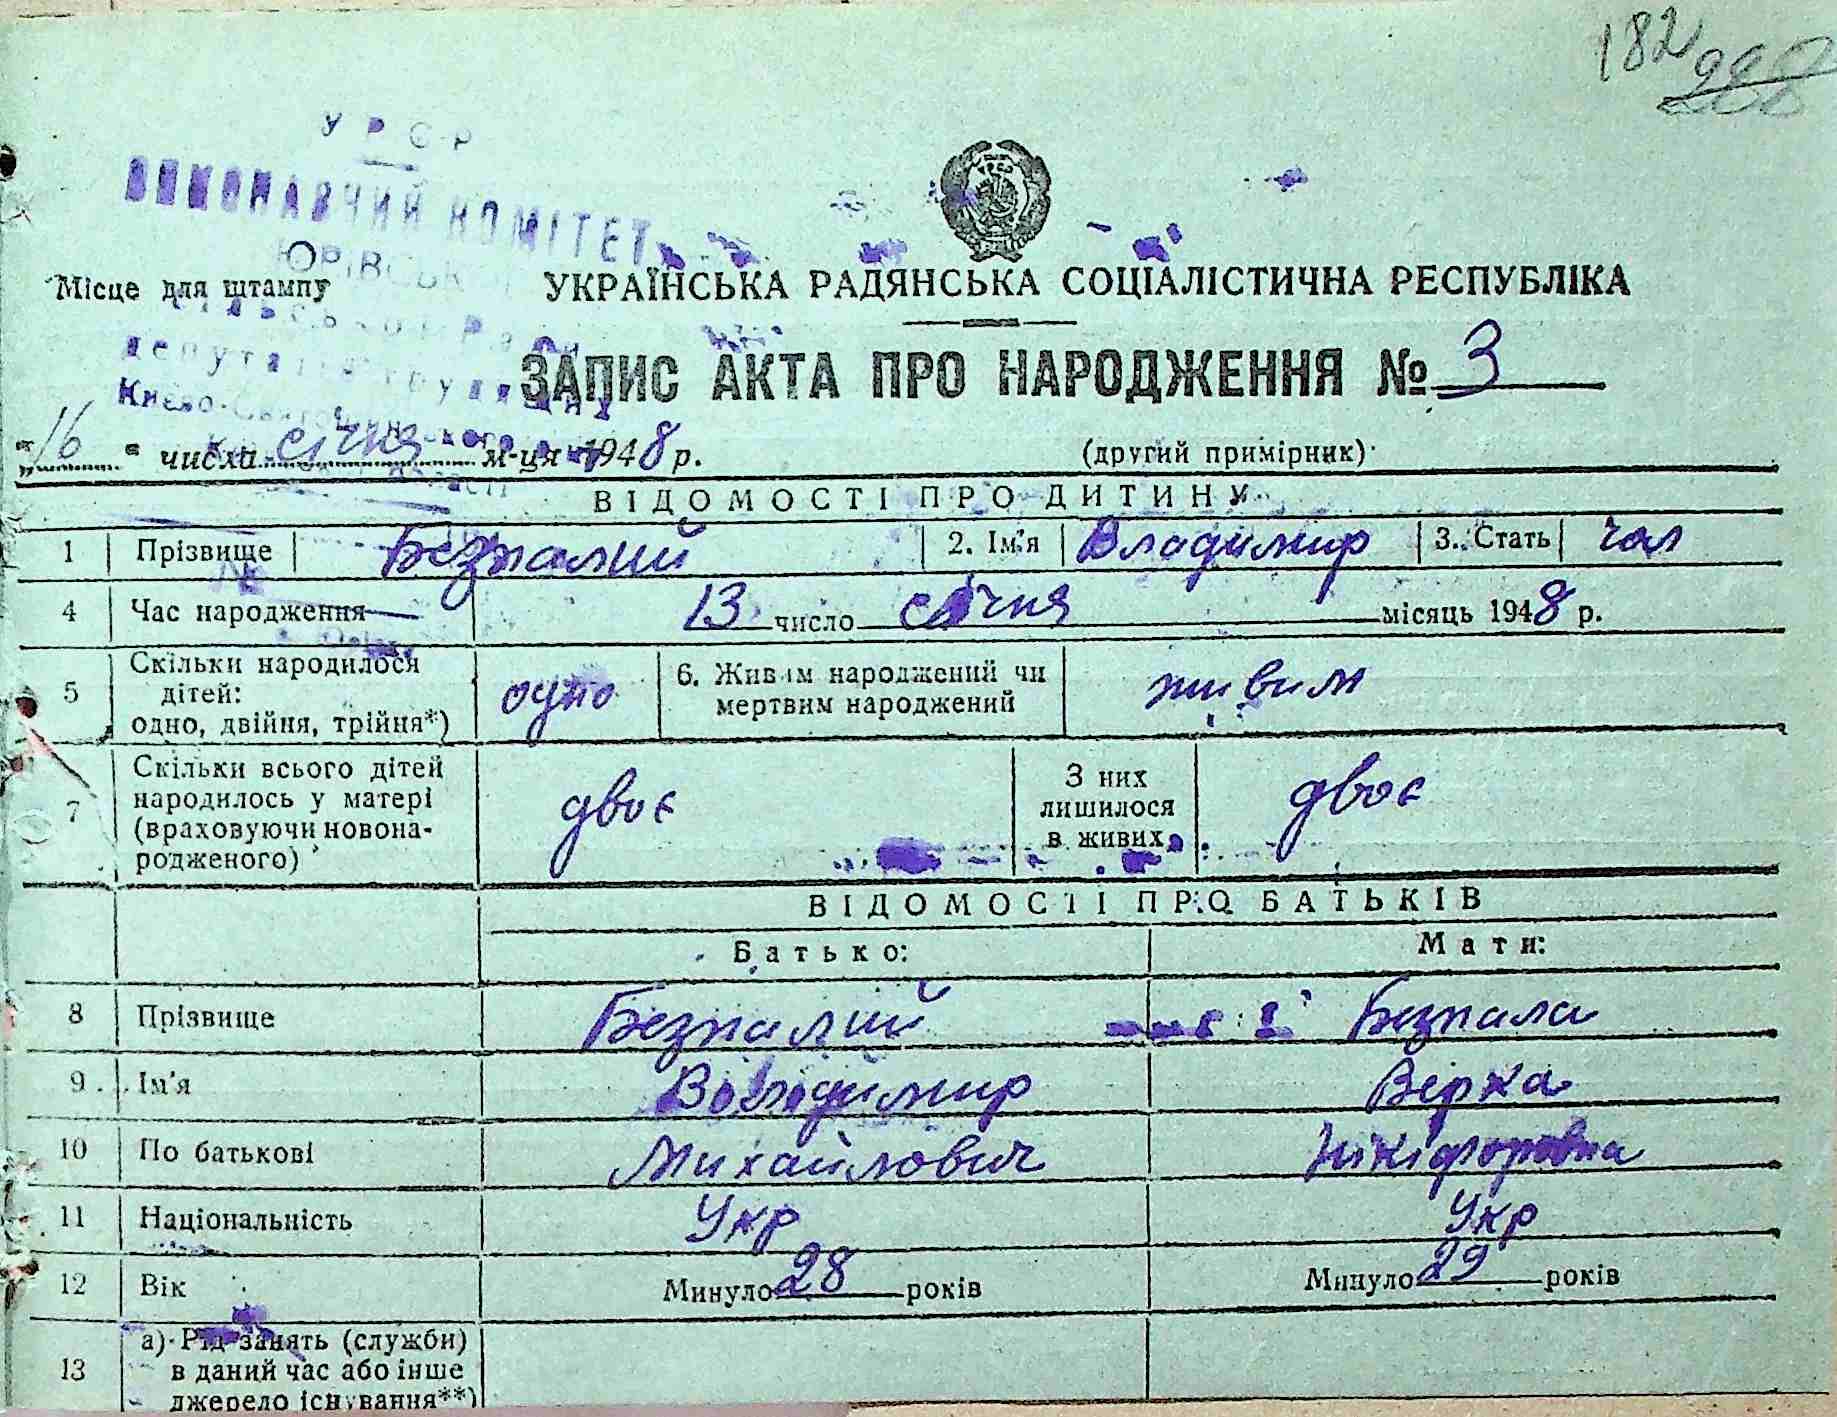 182
УРСР
ВИКОНАВЧИЙ КОМІТЕТ
ЮРІВСЬКОЇ
Місце для штампу
УКРАЇНСЬКА РАДЯНСЬКА СОЦІАЛІСТИЧНА РЕСПУБЛІКА
ЗАПИС АКТА ПРО НАРОДЖЕННЯ № 3
"16" числа січня м-ця 1948 р. (другий примірник)
ВІДОМОСТІ ПРО ДИТИНУ
1 Прізвище Безпалий 2. Ім'я Владимир 3. Стать чол
4 Час народження 13 число січня місяць 1948 р.
5 Скільки народилося дітей: одно, двійня, трійня*) одно 6. Живим народжений чи мертвим народжений живим
7 Скільки всього дітей народилось у матері (враховуючи новонародженого) двоє З них лишилося в живих двоє
ВІДОМОСТІ ПРО БАТЬКІВ
Батько: Мати:
8 Прізвище Безпалий Безпала
9. Ім'я Володимир Вірка
10 По батькові Михайлович Нікіфоровна
11 Національність Укр Укр
12 Вік Минуло 28 років Минуло 29 років
13 а) Рід занять (служби) в даний час або інше джерело існування**)